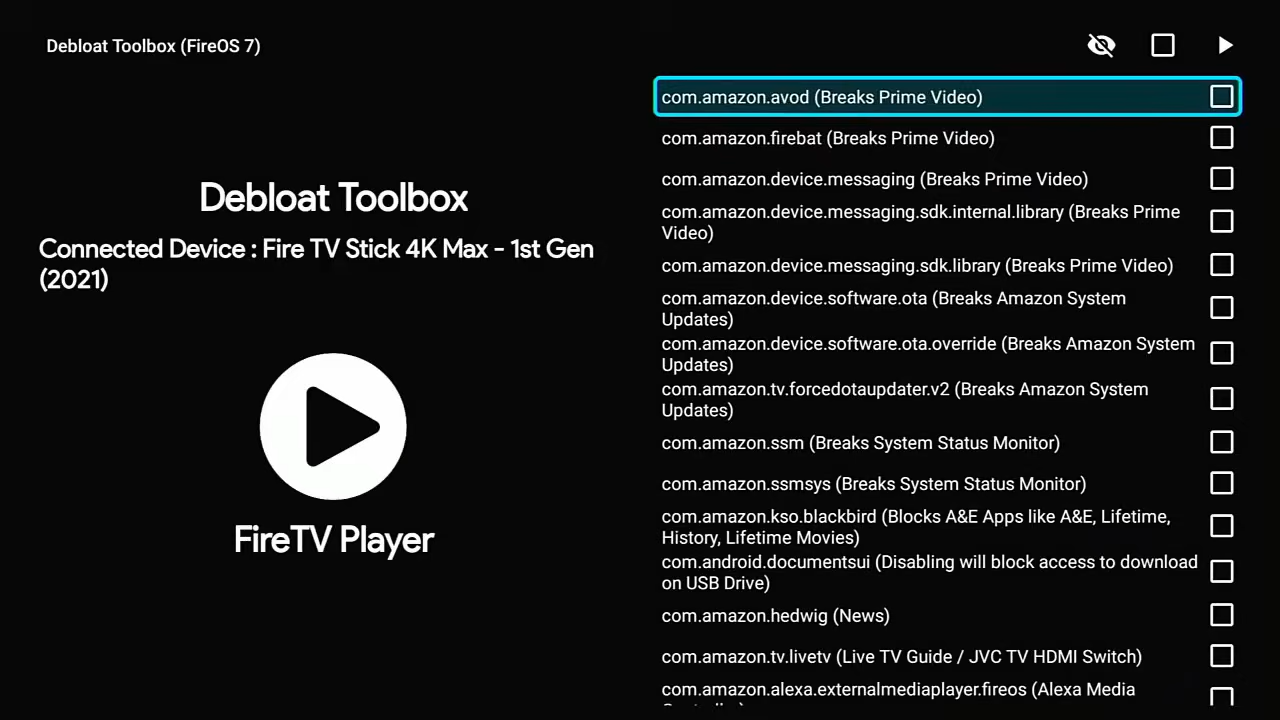 Debloat Toolbox (FireOS 7)
Debloat Toolbox
Connected Device : Fire TV Stick 4K Max - 1st Gen
(2021)
FireTV Player
com.amazon.avod (Breaks Prime Video)
com.amazon.firebat (Breaks Prime Video)
com.amazon.device.messaging (Breaks Prime Video)
com.amazon.device.messaging.sdk.internal.library (Breaks Prime
Video)
com.amazon.device.messaging.sdk.library (Breaks Prime Video)
com.amazon.device.software.ota (Breaks Amazon System
Updates)
com.amazon.device.software.ota.override (Breaks Amazon System
Updates)
com.amazon.tv.forcedotaupdater.v2 (Breaks Amazon System
Updates)
com.amazon.ssm (Breaks System Status Monitor)
com.amazon.ssmsys (Breaks System Status Monitor)
com.amazon.kso.blackbird (Blocks A&E Apps like A&E, Lifetime,
History, Lifetime Movies)
com.android.documentsui (Disabling will block access to download
on USB Drive)
com.amazon.hedwig (News)
com.amazon.tv.livetv (Live TV Guide / JVC TV HDMI Switch)
com.amazon.alexa.externalmediaplayer.fireos (Alexa Media